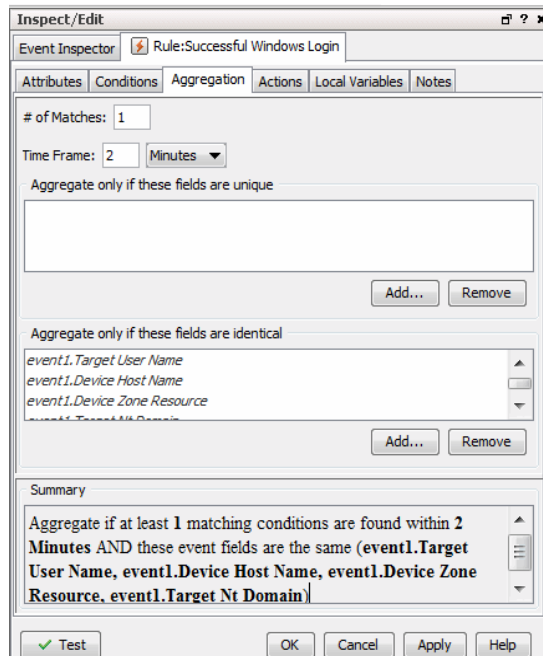 Inspect/Edit
Event Inspector Rule:Successful Windows Login
Attributes Conditions Aggregation Actions Local Variables Notes
# of Matches: 1
Time Frame: 2 Minutes
Aggregate only if these fields are unique
Add... Remove
Aggregate only if these fields are identical
event1.Target User Name
event1.Device Host Name
event1.Device Zone Resource
event1.Target Nt Domain
Add... Remove
Summary
Aggregate if at least 1 matching conditions are found within 2
Minutes AND these event fields are the same (event1.Target
User Name, event1.Device Host Name, event1.Device Zone
Resource, event1.Target Nt Domain)
Test OK Cancel Apply Help